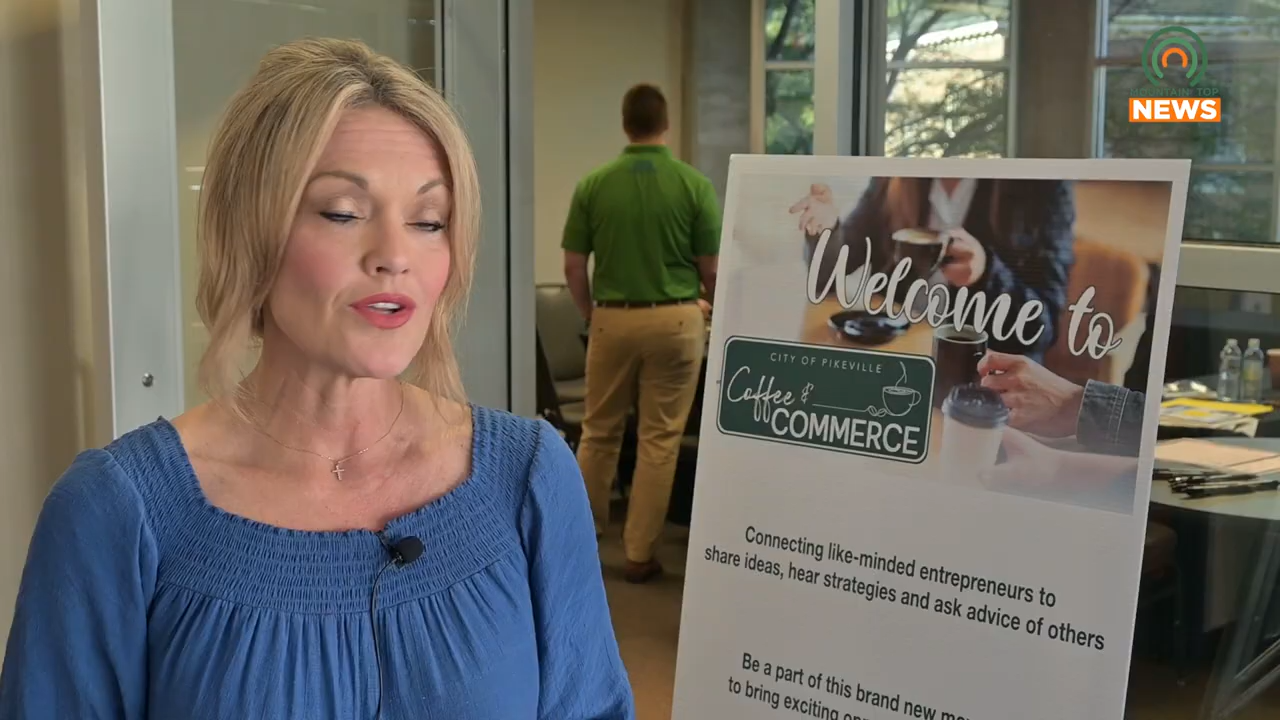 MOUNTAIN TOP
NEWS
Welcome to
CITY OF PIKEVILLE
Coffee &
COMMERCE
Connecting like-minded entrepreneurs to
share ideas, hear strategies and ask advice of others
Be a part of this brand new
to bring exciting